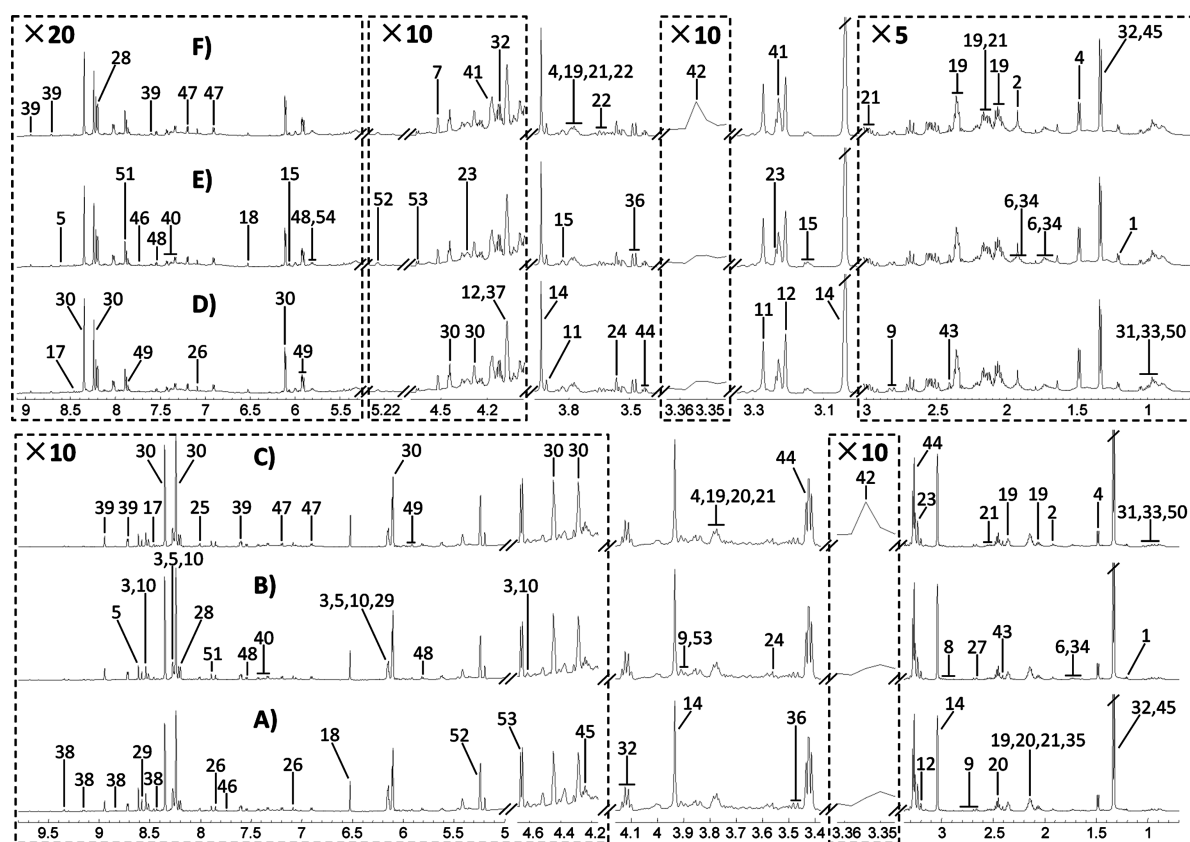 ×20 F) ×10 ×10 ×5
39 39 28 39 47 47 7 41 32 4,19,21,22 22 42 41 21 19 19,21 19 2 4 32,45
E)
5 51 46 48 40 18 15 48,54 52 53 23 15 36 23 15 6,34 6,34 1
D)
30 30 17 49 26 30 49 30 30 12,37 14 11 24 44 11 12 14 9 43 31,33,50
9 8.5 8 7.5 7 6.5 6 5.5 5.22 4.5 4.2 3.8 3.5 3.36 3.35 3.3 3.1 3 2.5 2 1.5 1
×10 C) ×10
39 39 30 17 30 25 39 47 47 30 49 30 30 4,19,20,21 44 42 44 23 21 19 19 2 4 31,33,50
B)
5 3,10 3,5,10 28 51 48 40 3,5,10,29 48 3,10 9,53 24 8 27 43 6,34 1
A)
38 38 38 29 38 26 46 26 18 52 53 45 32 14 36 12 14 9 20 19,20,21,35 32,45
9.5 9 8.5 8 7.5 7 6.5 6 5.5 5 4.6 4.4 4.2 4.1 4 3.9 3.8 3.7 3.6 3.5 3.4 3.36 3.35 3 2.5 2 1.5 1